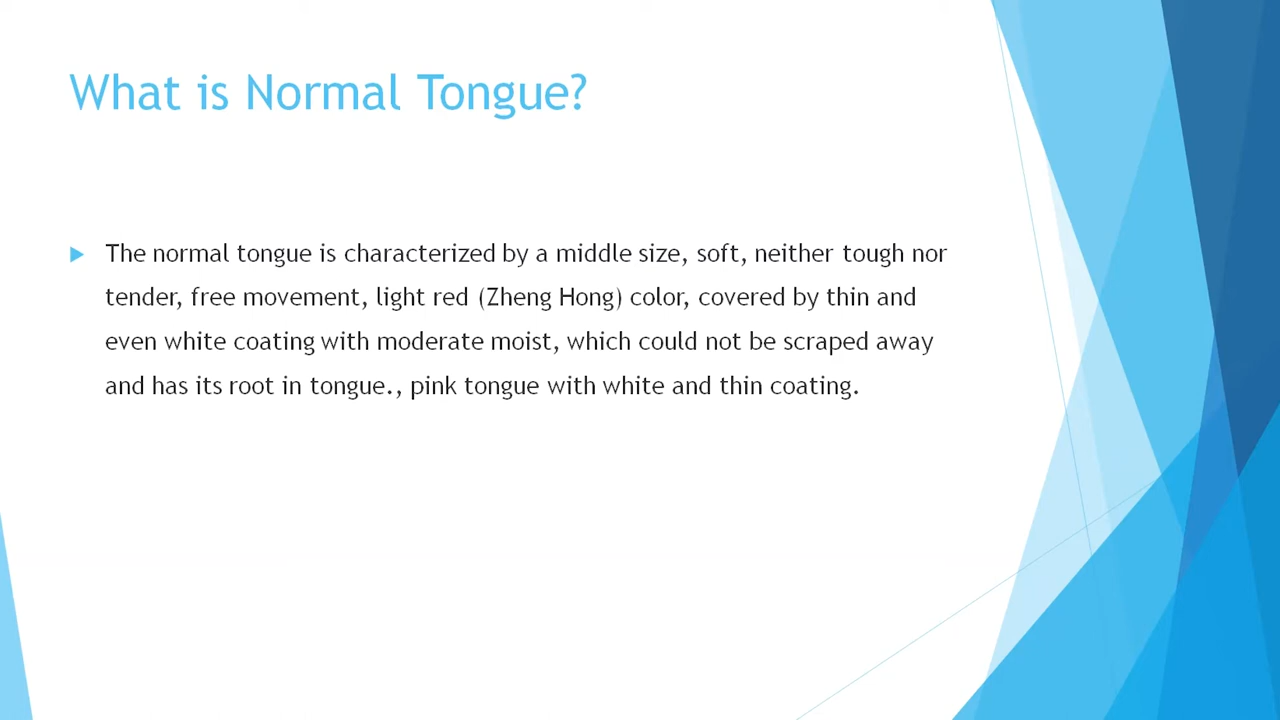 What is Normal Tongue?
The normal tongue is characterized by a middle size, soft, neither tough nor
tender, free movement, light red (Zheng Hong) color, covered by thin and
even white coating with moderate moist, which could not be scraped away
and has its root in tongue., pink tongue with white and thin coating.